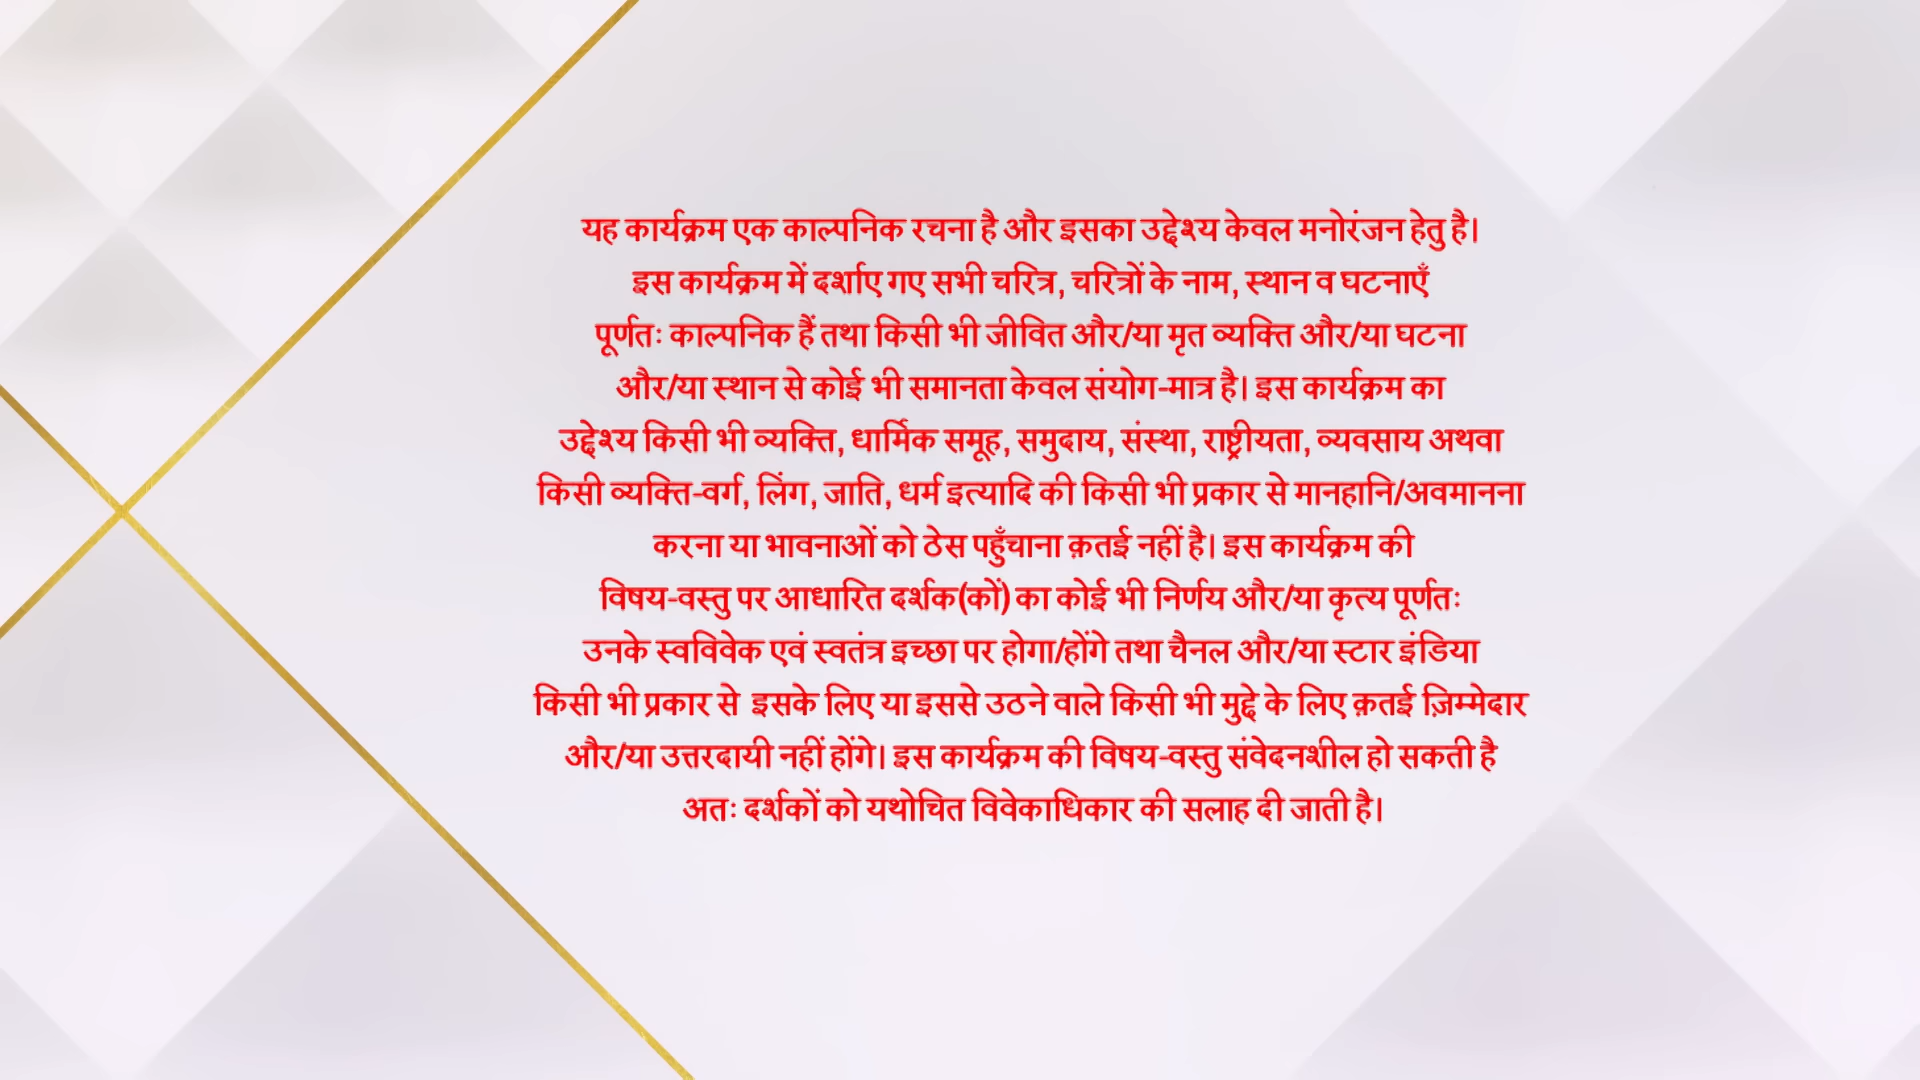 यह कार्यक्रम एक काल्पनिक रचना है और इसका उद्देश्य केवल मनोरंजन हेतु है।
इस कार्यक्रम में दर्शाए गए सभी चरित्र, चरित्रों के नाम, स्थान व घटनाएँ
पूर्णतः काल्पनिक हैं तथा किसी भी जीवित और/या मृत व्यक्ति और/या घटना
और/या स्थान से कोई भी समानता केवल संयोग-मात्र है। इस कार्यक्रम का
उद्देश्य किसी भी व्यक्ति, धार्मिक समूह, समुदाय, संस्था, राष्ट्रीयता, व्यवसाय अथवा
किसी व्यक्ति-वर्ग, लिंग, जाति, धर्म इत्यादि की किसी भी प्रकार से मानहानि/अवमानना
करना या भावनाओं को ठेस पहुँचाना क़तई नहीं है। इस कार्यक्रम की
विषय-वस्तु पर आधारित दर्शक(कों) का कोई भी निर्णय और/या कृत्य पूर्णतः
उनके स्वविवेक एवं स्वतंत्र इच्छा पर होगा/होंगे तथा चैनल और/या स्टार इंडिया
किसी भी प्रकार से इसके लिए या इससे उठने वाले किसी भी मुद्दे के लिए क़तई ज़िम्मेदार
और/या उत्तरदायी नहीं होंगे। इस कार्यक्रम की विषय-वस्तु संवेदनशील हो सकती है
अतः दर्शकों को यथोचित विवेकाधिकार की सलाह दी जाती है।